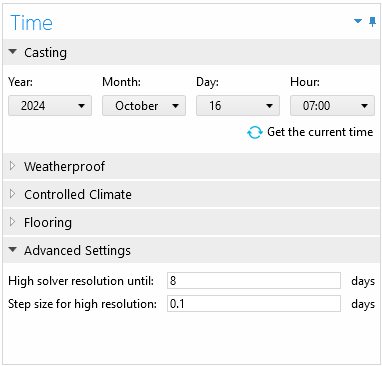 Time
Casting
Year: Month: Day: Hour:
2024 October 16 07:00
Get the current time
Weatherproof
Controlled Climate
Flooring
Advanced Settings
High solver resolution until: 8 days
Step size for high resolution: 0.1 days